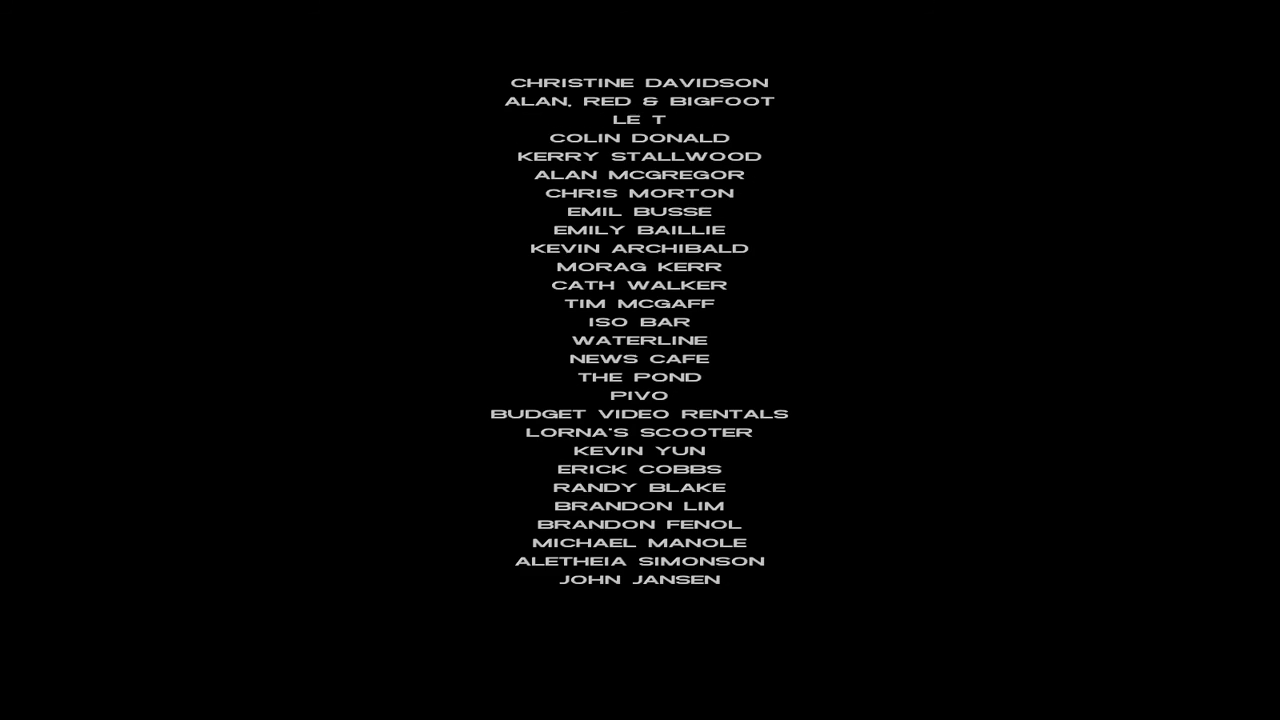 CHRISTINE DAVIDSON
ALAN, RED & BIGFOOT
LE T
COLIN DONALD
KERRY STALLWOOD
ALAN MCGREGOR
CHRIS MORTON
EMIL BUSSE
EMILY BAILLIE
KEVIN ARCHIBALD
MORAG KERR
CATH WALKER
TIM MCGAFF
ISO BAR
WATERLINE
NEWS CAFE
THE POND
PIVO
BUDGET VIDEO RENTALS
LORNA'S SCOOTER
KEVIN YUN
ERICK COBBS
RANDY BLAKE
BRANDON LIM
BRANDON FENOL
MICHAEL MANOLE
ALETHEIA SIMONSON
JOHN JANSEN